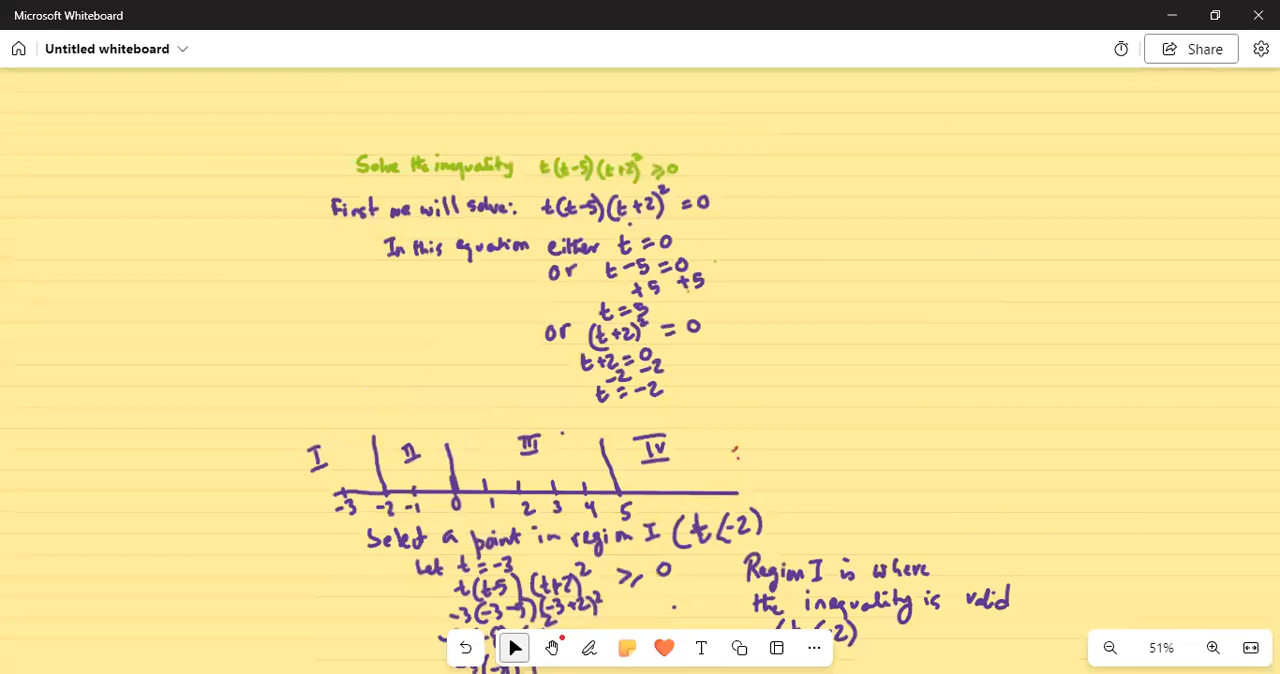 Microsoft Whiteboard
Untitled whiteboard
Share
Solve the inequality t(t-5)(t+2)² ≥ 0
First we will solve: t(t-5)(t+2)² = 0
In this equation either t = 0
or t - 5 = 0
+5 +5
t = 5
or (t+2)² = 0
t+2 = 0
-2 -2
t = -2
I II III IV
-3 -2 -1 0 1 2 3 4 5
Select a point in region I (t<-2)
Let t = -3
t(t-5)(t+2)² ≥ 0
-3(-3-5)(-3+2)²
Region I is where
the inequality is valid
(t<-2)
51%